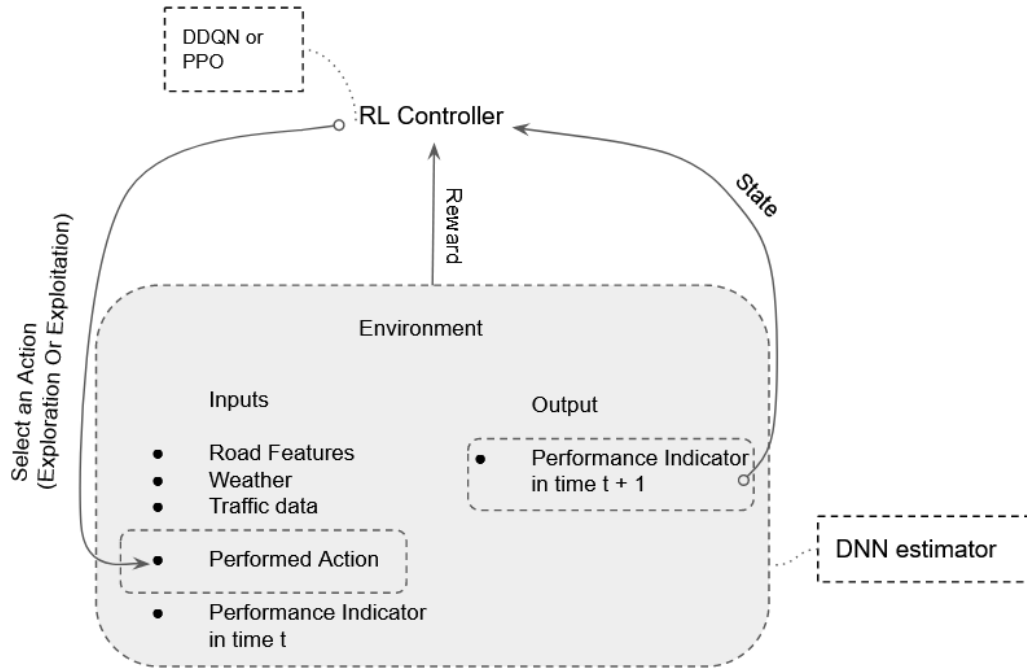 DDQN or
PPO
RL Controller
Reward
State
Select an Action
(Exploration Or Exploitation)
Environment
Inputs
Road Features
Weather
Traffic data
Performed Action
Performance Indicator
in time t
Output
Performance Indicator
in time t + 1
DNN estimator